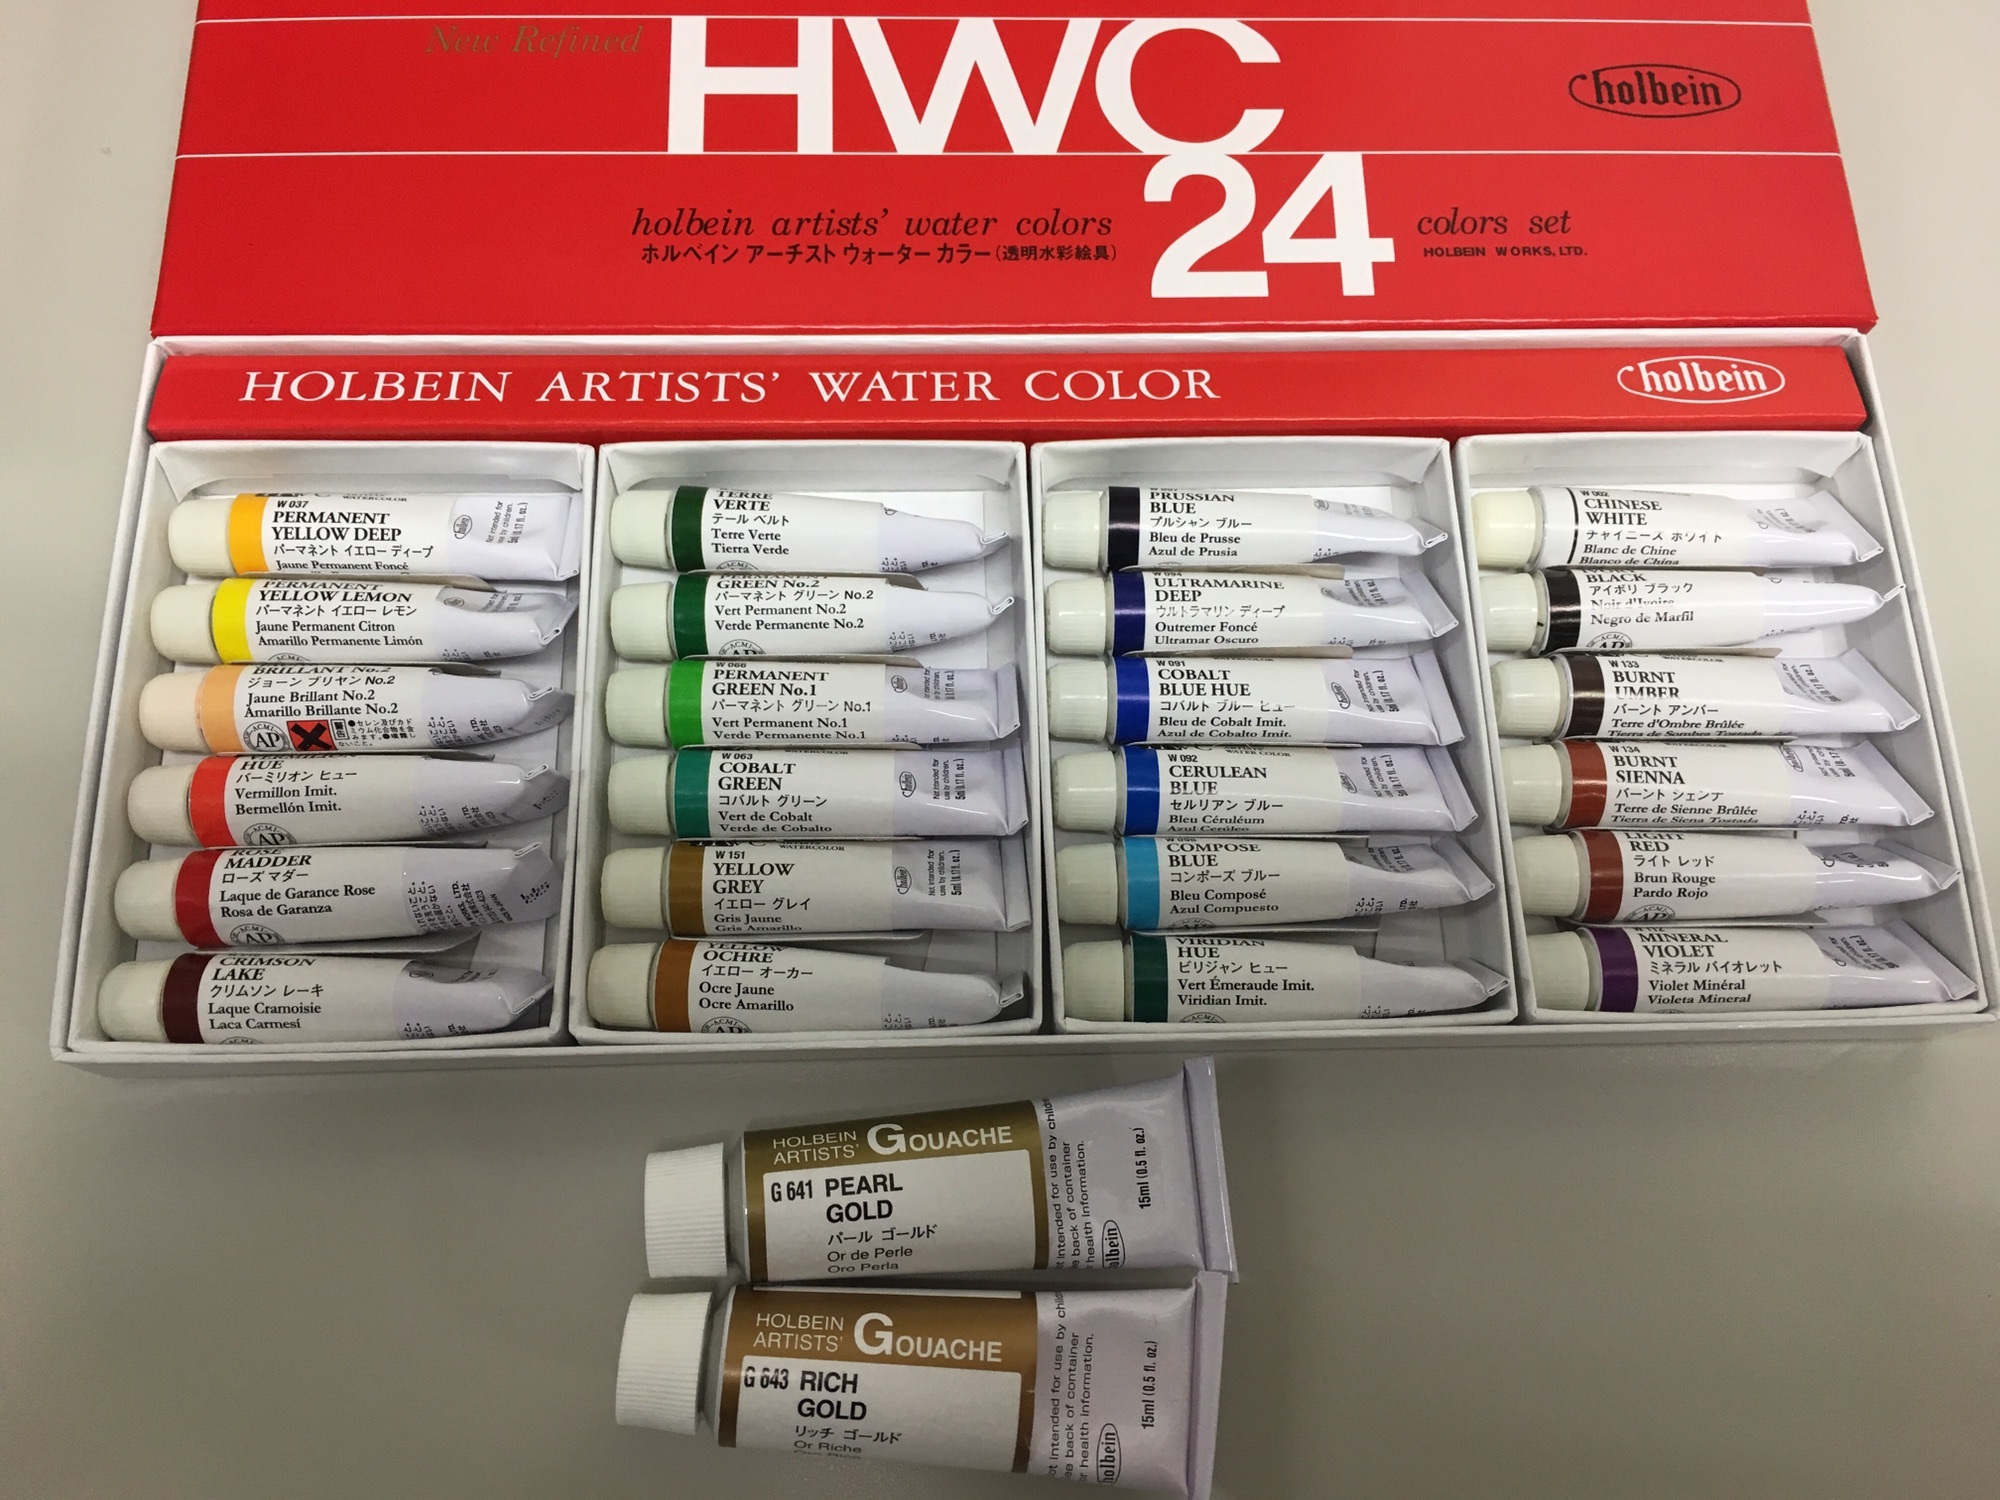 New Refined
HWC
holbein
24
holbein artists' water colors
ホルベイン アーチスト ウォーター カラー(透明水彩絵具)
colors set
HOLBEIN WORKS, LTD.
HOLBEIN ARTISTS' WATER COLOR
holbein
W 037
PERMANENT
YELLOW DEEP
パーマネント イエロー ディープ
Jaune Permanent Foncé
PERMANENT
YELLOW LEMON
パーマネント イエロー レモン
Jaune Permanent Citron
Amarillo Permanente Limón
BRILLANT No.2
ジョーン ブリヤン No.2
Jaune Brillant No.2
Amarillo Brillante No.2
AP
VERMILION
HUE
バーミリオン ヒュー
Vermillon Imit.
Bermellón Imit.
AP
ROSE
MADDER
ローズ マダー
Laque de Garance Rose
Rosa de Garanza
AP
CRIMSON
LAKE
クリムソン レーキ
Laque Cramoisie
Laca Carmesí
TERRE
VERTE
テール ベルト
Terre Verte
Tierra Verde
PERMANENT
GREEN No.2
パーマネント グリーン No.2
Vert Permanent No.2
Verde Permanente No.2
W 066
PERMANENT
GREEN No.1
パーマネント グリーン No.1
Vert Permanent No.1
Verde Permanente No.1
W 063
COBALT
GREEN
コバルト グリーン
Vert de Cobalt
Verde de Cobalto
W 151
YELLOW
GREY
イエロー グレイ
Gris Jaune
Gris Amarillo
YELLOW
OCHRE
イエロー オーカー
Ocre Jaune
Ocre Amarillo
PRUSSIAN
BLUE
プルシャン ブルー
Bleu de Prusse
Azul de Prusia
W 094
ULTRAMARINE
DEEP
ウルトラマリン ディープ
Outremer Foncé
Ultramar Oscuro
W 091
COBALT
BLUE HUE
コバルト ブルー ヒュー
Bleu de Cobalt Imit.
Azul de Cobalto Imit.
W 092
CERULEAN
BLUE
セルリアン ブルー
Bleu Céruléum
Azul Cerúleo
COMPOSE
BLUE
コンポーズ ブルー
Bleu Composé
Azul Compuesto
VIRIDIAN
HUE
ビリジャン ヒュー
Vert Émeraude Imit.
Viridian Imit.
W 002
CHINESE
WHITE
チャイニーズ ホワイト
Blanc de Chine
Blanco de China
BLACK
アイボリ ブラック
Noir d'Ivoire
Negro de Marfil
W 133
BURNT
UMBER
バーント アンバー
Terre d'Ombre Brûlée
Tierra de Sombra Tostada
W 134
BURNT
SIENNA
バーント シェンナ
Terre de Sienne Brûlée
Tierra de Siena Tostada
LIGHT
RED
ライト レッド
Brun Rouge
Pardo Rojo
MINERAL
VIOLET
ミネラル バイオレット
Violet Minéral
Violeta Mineral
HOLBEIN
ARTISTS' GOUACHE
G 641 PEARL
GOLD
パール ゴールド
Or de Perle
Oro Perla
15ml (0.5 fl. oz.)
holbein
HOLBEIN
ARTISTS' GOUACHE
G 643 RICH
GOLD
リッチ ゴールド
Or Riche
15ml (0.5 fl. oz.)
holbein